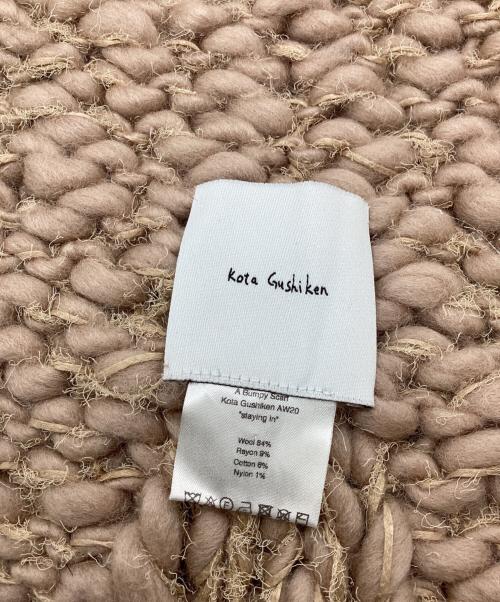 Kota Gushiken
A Bumpy Scarf
Kota Gushiken AW20
"staying in"
Wool 84%
Rayon 9%
Cotton 6%
Nylon 1%